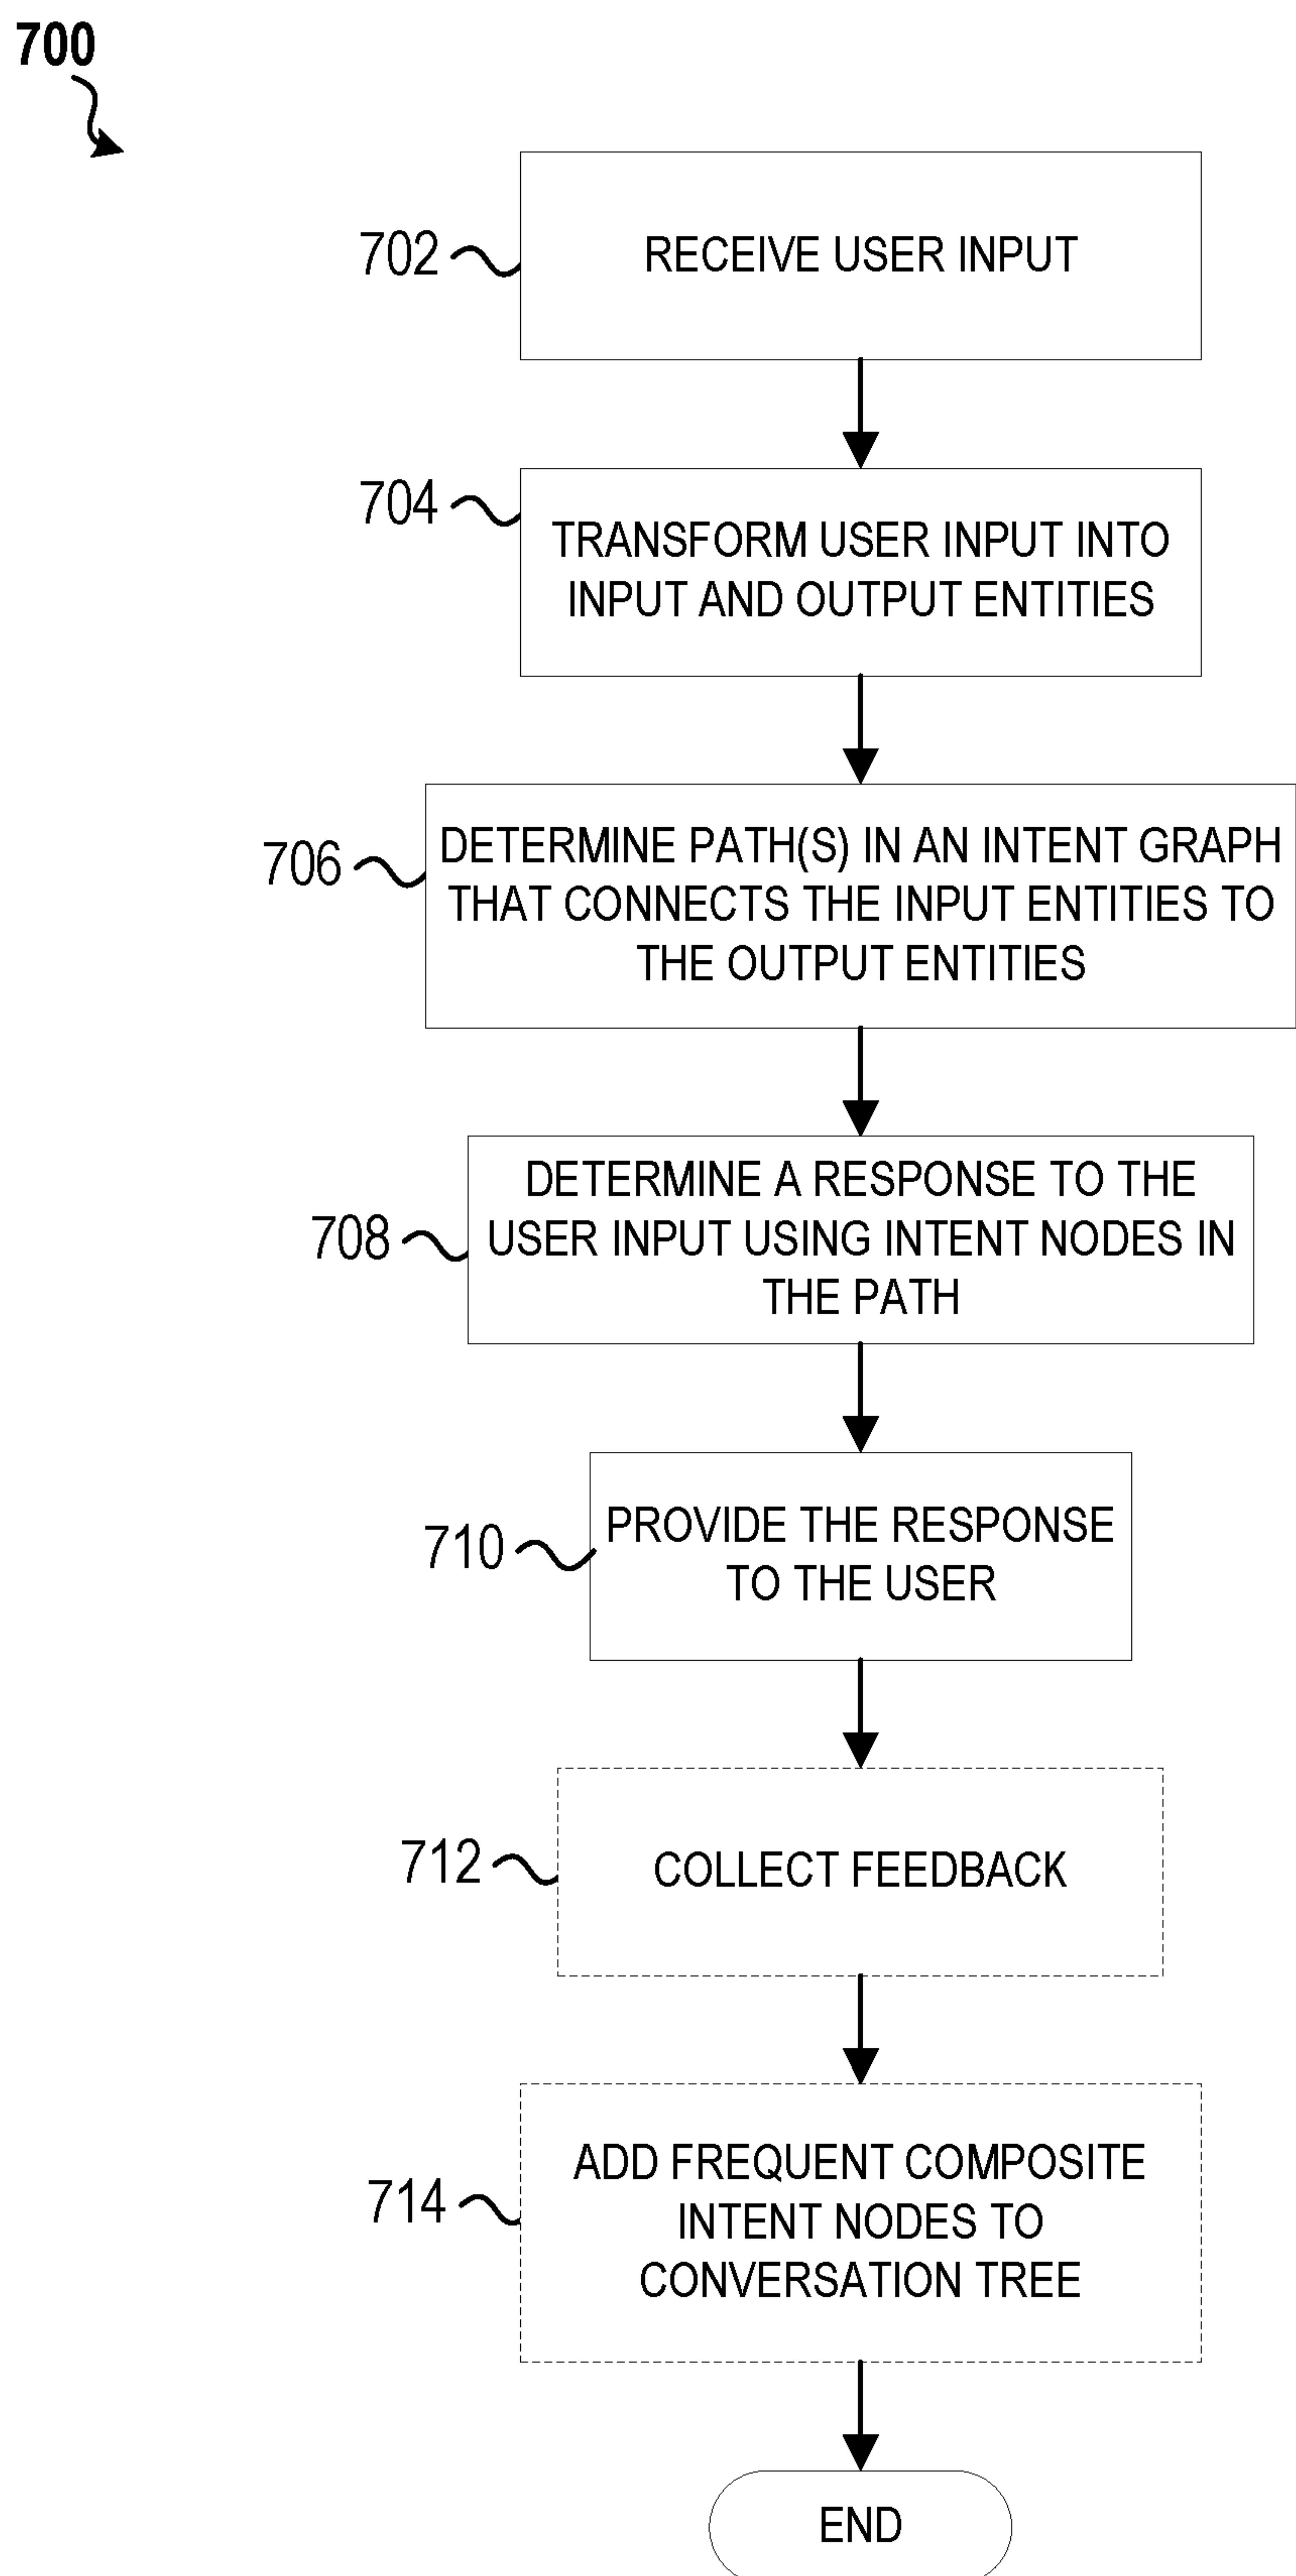 700
702
RECEIVE USER INPUT
704
TRANSFORM USER INPUT INTO
INPUT AND OUTPUT ENTITIES
706
DETERMINE PATH(S) IN AN INTENT GRAPH
THAT CONNECTS THE INPUT ENTITIES TO
THE OUTPUT ENTITIES
708
DETERMINE A RESPONSE TO THE
USER INPUT USING INTENT NODES IN
THE PATH
710
PROVIDE THE RESPONSE
TO THE USER
712
COLLECT FEEDBACK
714
ADD FREQUENT COMPOSITE
INTENT NODES TO
CONVERSATION TREE
END